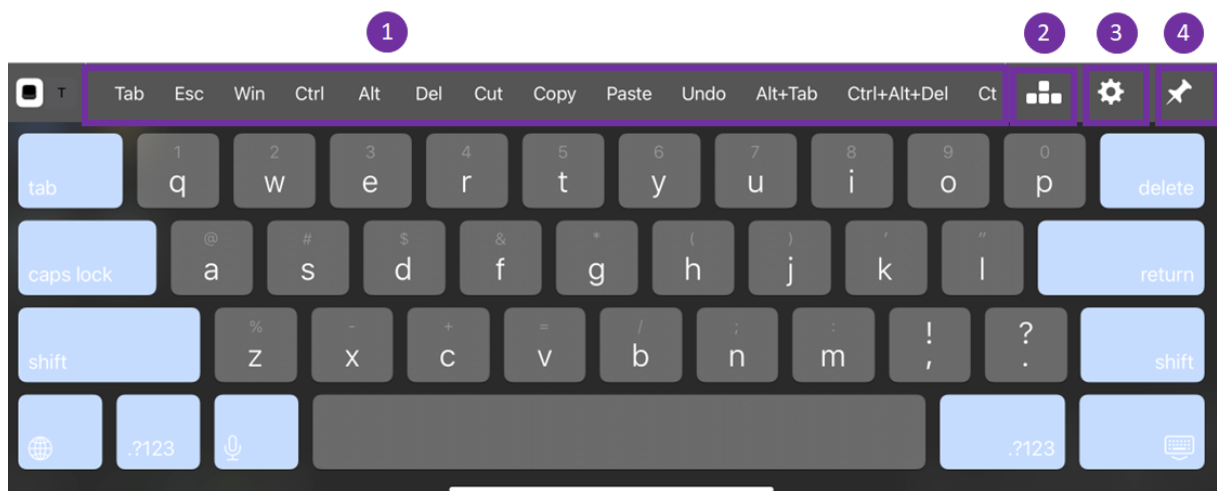 1 2 3 4
T Tab Esc Win Ctrl Alt Del Cut Copy Paste Undo Alt+Tab Ctrl+Alt+Del Ct
1 2 3 4 5 6 7 8 9 0
tab q w e r t y u i o p delete
@ # $ & * ( ) ' "
caps lock a s d f g h j k l return
% - + = / ; : ! ?
shift z x c v b n m , . shift
.?123 .?123